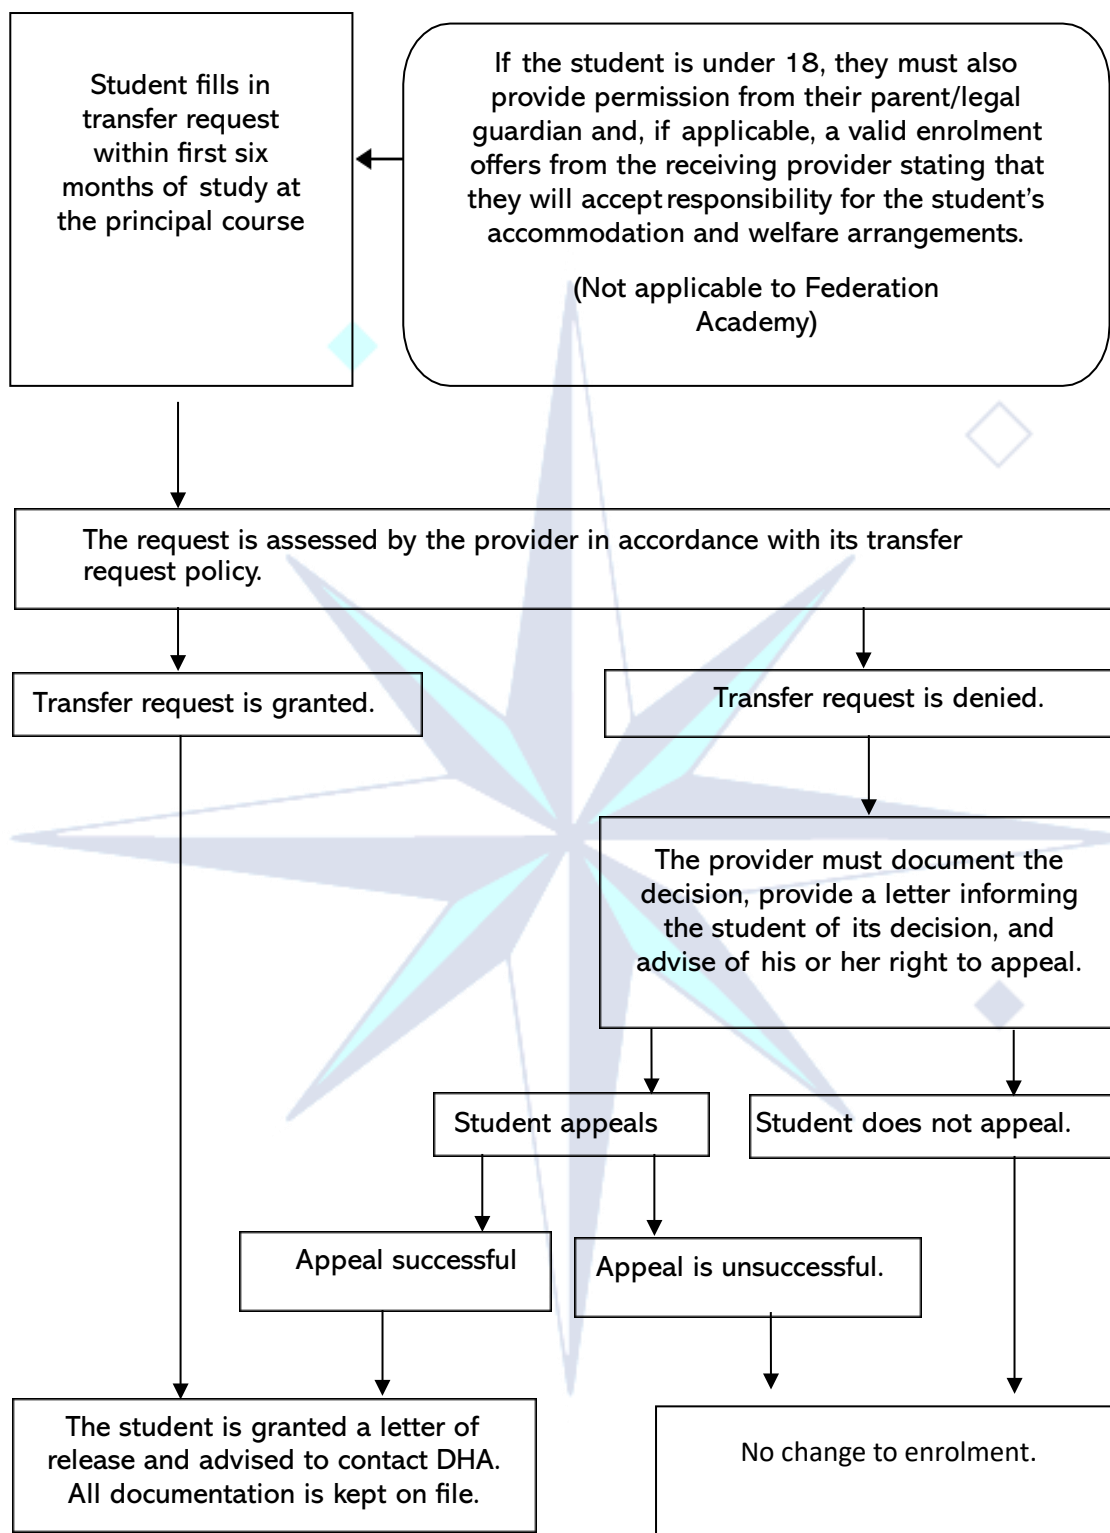 Student fills in
transfer request
within first six
months of study at
the principal course
If the student is under 18, they must also
provide permission from their parent/legal
guardian and, if applicable, a valid enrolment
offers from the receiving provider stating that
they will accept responsibility for the student's
accommodation and welfare arrangements.
(Not applicable to Federation
Academy)
The request is assessed by the provider in accordance with its transfer
request policy.
Transfer request is granted.
Transfer request is denied.
The provider must document the
decision, provide a letter informing
the student of its decision, and
advise of his or her right to appeal.
Student appeals
Student does not appeal.
Appeal successful
Appeal is unsuccessful.
The student is granted a letter of
release and advised to contact DHA.
All documentation is kept on file.
No change to enrolment.